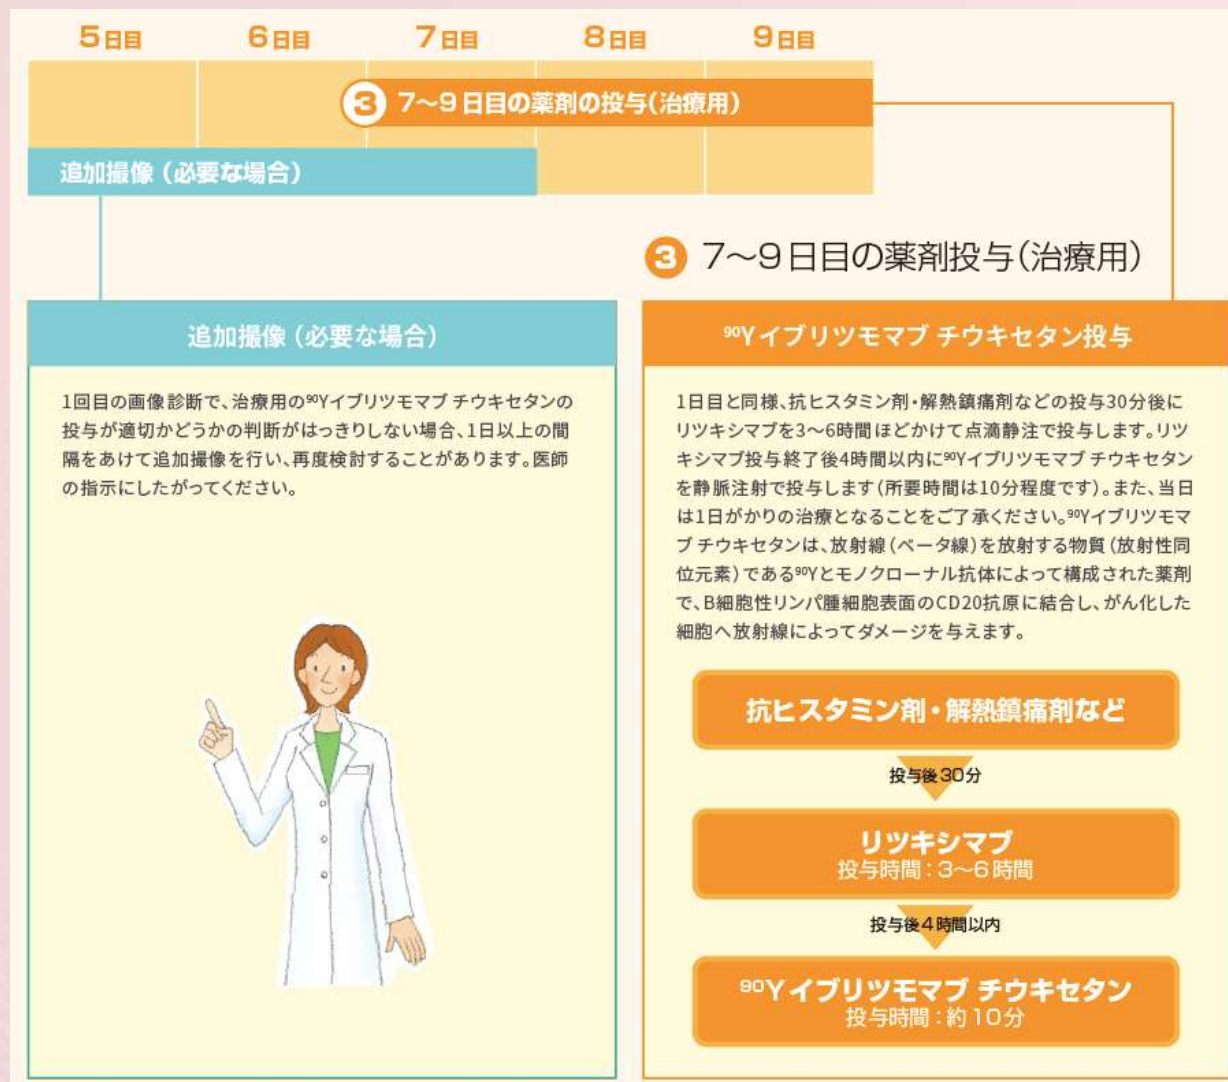 5日目 6日目 7日目 8日目 9日目
3 7～9日目の薬剤の投与（治療用）
追加撮像（必要な場合）
3 7～9日目の薬剤投与（治療用）
追加撮像（必要な場合）
1回目の画像診断で、治療用の⁹⁰Yイブリツモマブ チウキセタンの
投与が適切かどうかの判断がはっきりしない場合、1日以上の間
隔をあけて追加撮像を行い、再度検討することがあります。医師
の指示にしたがってください。
⁹⁰Yイブリツモマブ チウキセタン投与
1日目と同様、抗ヒスタミン剤・解熱鎮痛剤などの投与30分後に
リツキシマブを3～6時間ほどかけて点滴静注で投与します。リツ
キシマブ投与終了後4時間以内に⁹⁰Yイブリツモマブ チウキセタン
を静脈注射で投与します（所要時間は10分程度です）。また、当日
は1日がかりの治療となることをご了承ください。⁹⁰Yイブリツモマ
ブ チウキセタンは、放射線（ベータ線）を放射する物質（放射性同
位元素）である⁹⁰Yとモノクローナル抗体によって構成された薬剤
で、B細胞性リンパ腫細胞表面のCD20抗原に結合し、がん化した
細胞へ放射線によってダメージを与えます。
抗ヒスタミン剤・解熱鎮痛剤など
投与後30分
リツキシマブ
投与時間：3～6時間
投与後4時間以内
⁹⁰Yイブリツモマブ チウキセタン
投与時間：約10分